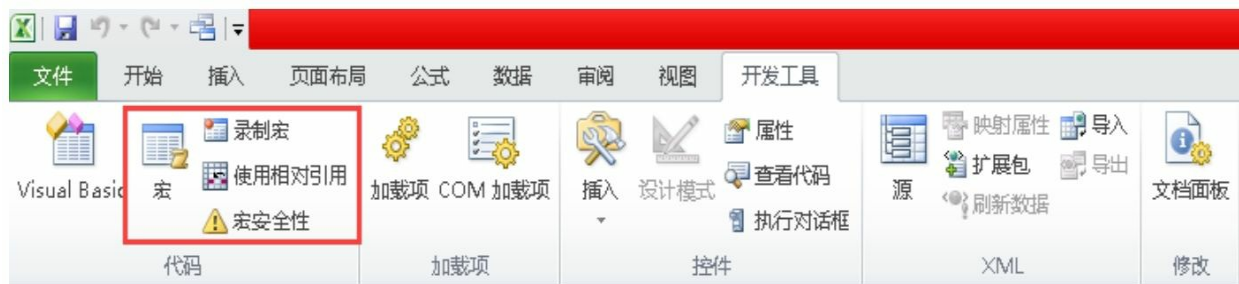 文件 开始 插入 页面布局 公式 数据 审阅 视图 开发工具
Visual Basic 宏 录制宏 使用相对引用 宏安全性
加载项 COM 加载项
插入 设计模式 属性 查看代码 执行对话框
源 映射属性 扩展包 刷新数据 导入 导出
文档面板
代码 加载项 控件 XML 修改